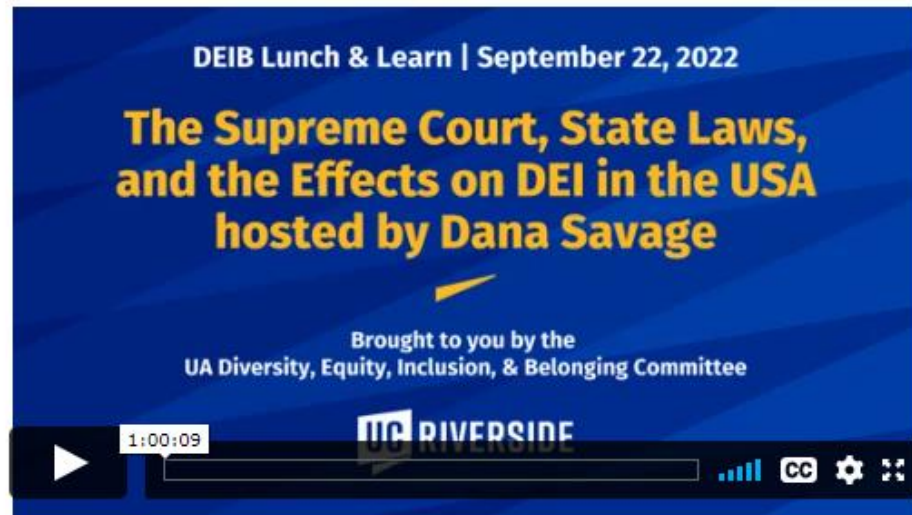 DEIB Lunch & Learn | September 22, 2022
The Supreme Court, State Laws,
and the Effects on DEI in the USA
hosted by Dana Savage
Brought to you by the
UA Diversity, Equity, Inclusion, & Belonging Committee
UC RIVERSIDE
1:00:09
CC